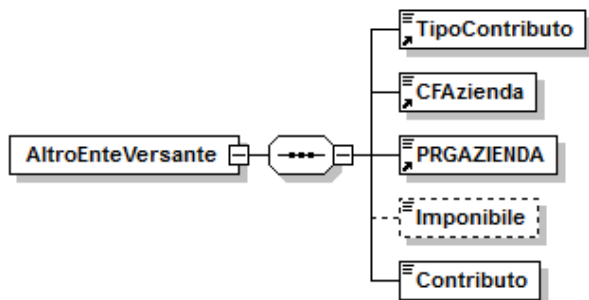 TipoContributo
CFAzienda
AltroEnteVersante
PRGAZIENDA
Imponibile
Contributo